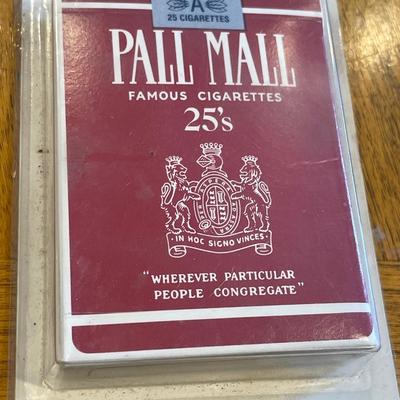 A
25 CIGARETTES
PALL MALL
FAMOUS CIGARETTES
25's
IN HOC SIGNO VINCES
"WHEREVER PARTICULAR
PEOPLE CONGREGATE"